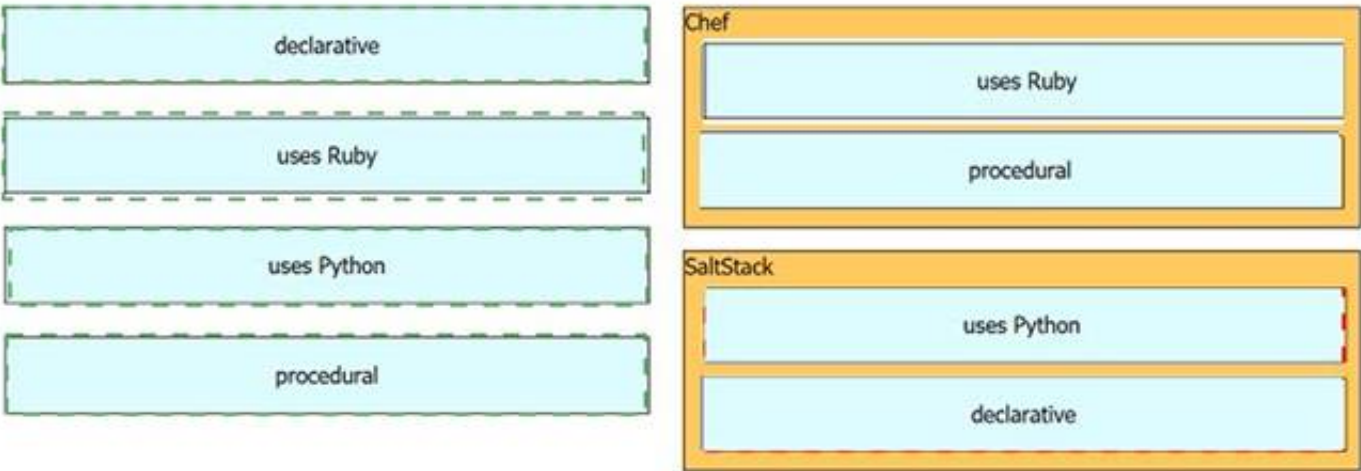 declarative
uses Ruby
uses Python
procedural
Chef
uses Ruby
procedural
SaltStack
uses Python
declarative